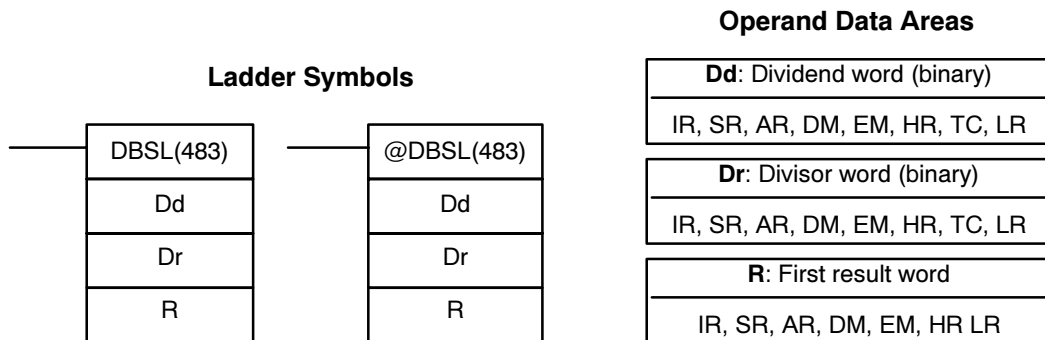 Ladder Symbols
DBSL(483)
Dd
Dr
R
@DBSL(483)
Dd
Dr
R
Operand Data Areas
Dd: Dividend word (binary)
IR, SR, AR, DM, EM, HR, TC, LR
Dr: Divisor word (binary)
IR, SR, AR, DM, EM, HR, TC, LR
R: First result word
IR, SR, AR, DM, EM, HR LR